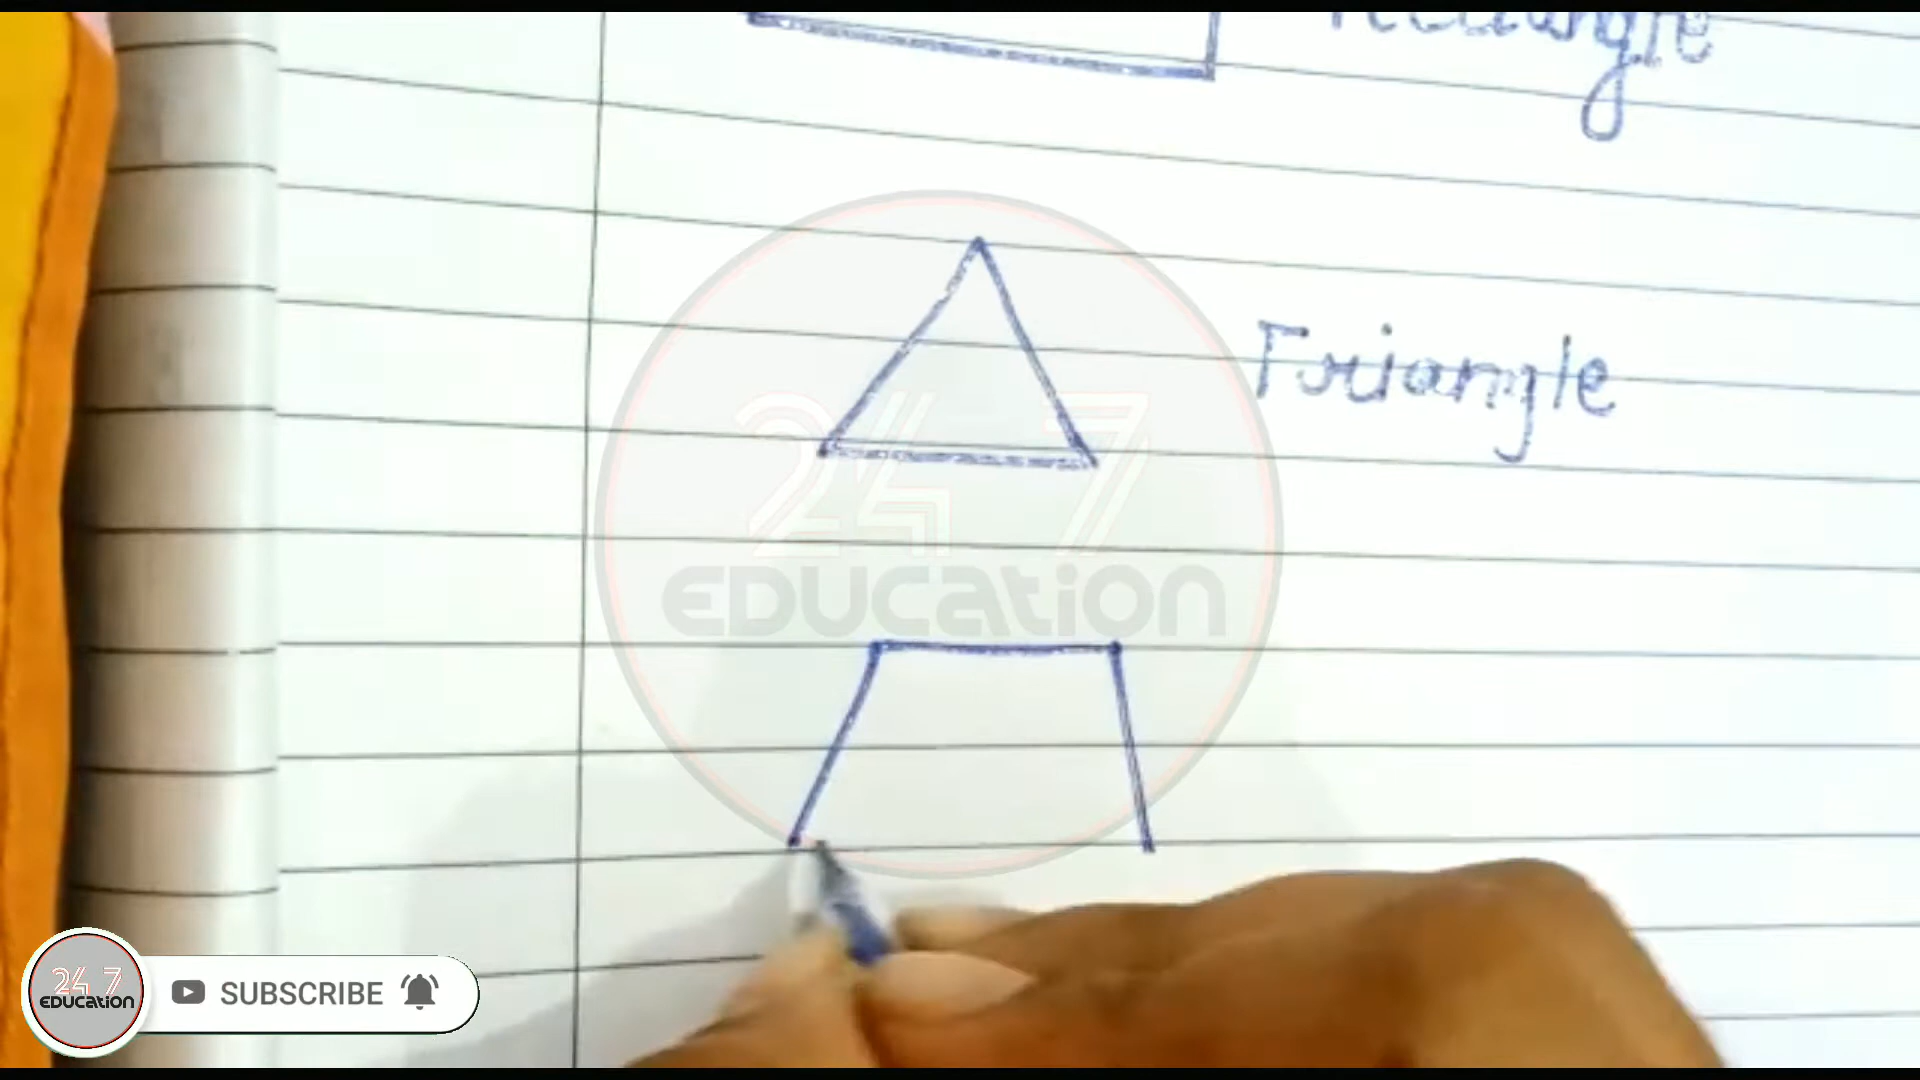 Rectangle
Triangle
24 7
EDUCATION
24 7
EDUCATION
SUBSCRIBE